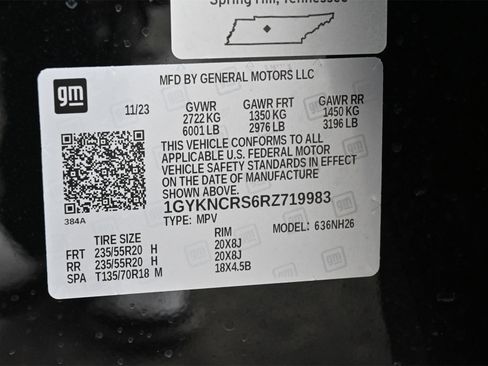 Spring Hill, Tennessee
gm
MFD BY GENERAL MOTORS LLC
11/23 GVWR GAWR FRT GAWR RR
2722 KG 1350 KG 1450 KG
6001 LB 2976 LB 3196 LB
THIS VEHICLE CONFORMS TO ALL
APPLICABLE U.S. FEDERAL MOTOR
VEHICLE SAFETY STANDARDS IN EFFECT
ON THE DATE OF MANUFACTURE
SHOWN ABOVE.
384A
1GYKNCRS6RZ719983
TYPE: MPV MODEL: 636NH26
TIRE SIZE RIM
FRT 235/55R20 H 20X8J
RR 235/55R20 H 20X8J
SPA T135/70R18 M 18X4.5B